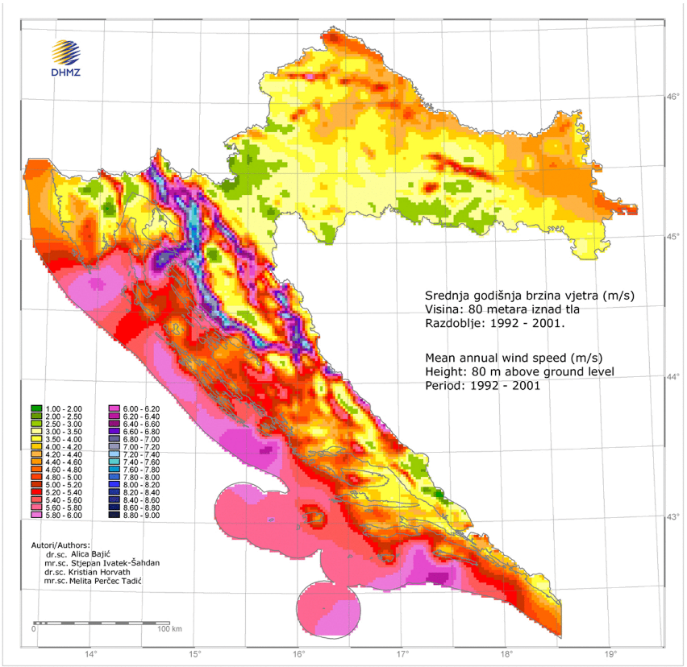 DHMZ
46°
45°
Srednja godišnja brzina vjetra (m/s)
Visina: 80 metara iznad tla
Razdoblje: 1992 - 2001.
Mean annual wind speed (m/s)
Height: 80 m above ground level
Period: 1992 - 2001
44°
43°
1.00 - 2.00
2.00 - 2.50
2.50 - 3.00
3.00 - 3.50
3.50 - 4.00
4.00 - 4.20
4.20 - 4.40
4.40 - 4.60
4.60 - 4.80
4.80 - 5.00
5.00 - 5.20
5.20 - 5.40
5.40 - 5.60
5.60 - 5.80
5.80 - 6.00
6.00 - 6.20
6.20 - 6.40
6.40 - 6.60
6.60 - 6.80
6.80 - 7.00
7.00 - 7.20
7.20 - 7.40
7.40 - 7.60
7.60 - 7.80
7.80 - 8.00
8.00 - 8.20
8.20 - 8.40
8.40 - 8.60
8.60 - 8.80
8.80 - 9.00
Autori/Authors:
dr.sc. Alica Bajić
mr.sc. Stjepan Ivatek-Šahdan
dr.sc. Kristian Horvath
mr.sc. Melita Perčec Tadić
0 100 km
14° 15° 16° 17° 18° 19°